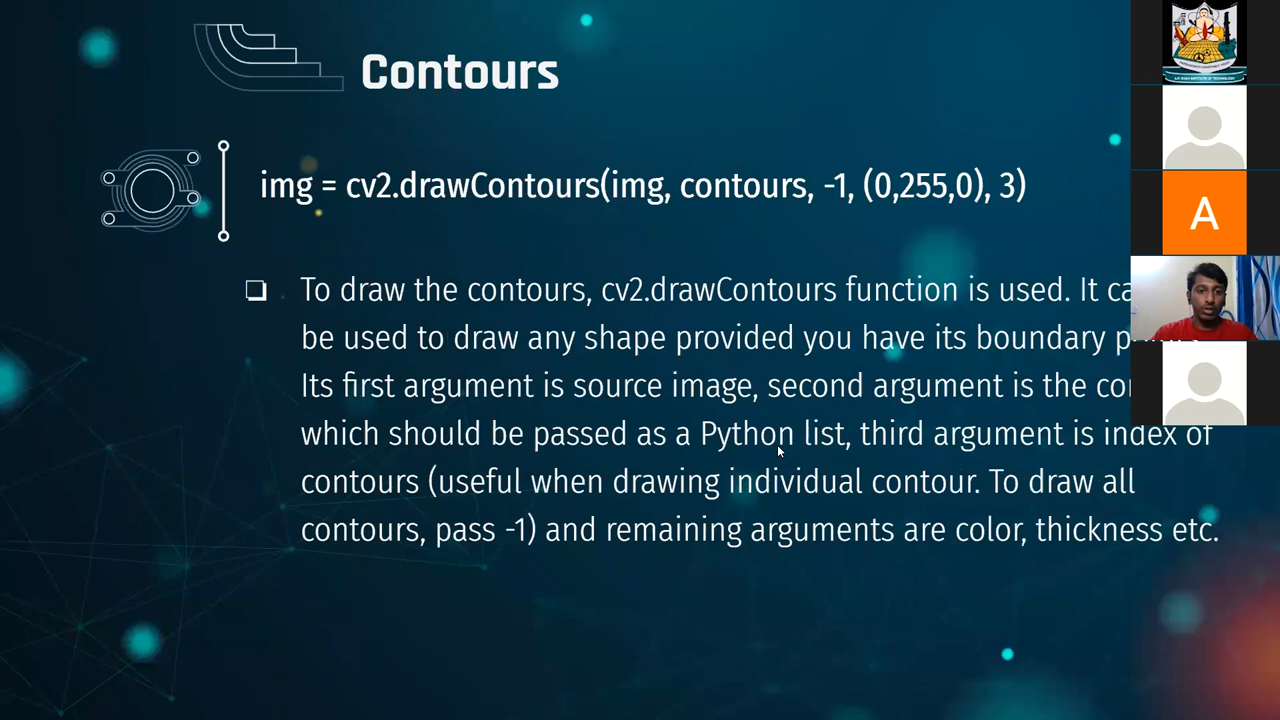 Contours
img = cv2.drawContours(img, contours, -1, (0,255,0), 3)
To draw the contours, cv2.drawContours function is used. It
be used to draw any shape provided you have its boundary
Its first argument is source image, second argument is the
which should be passed as a Python list, third argument is index of
contours (useful when drawing individual contour. To draw all
contours, pass -1) and remaining arguments are color, thickness etc.
A